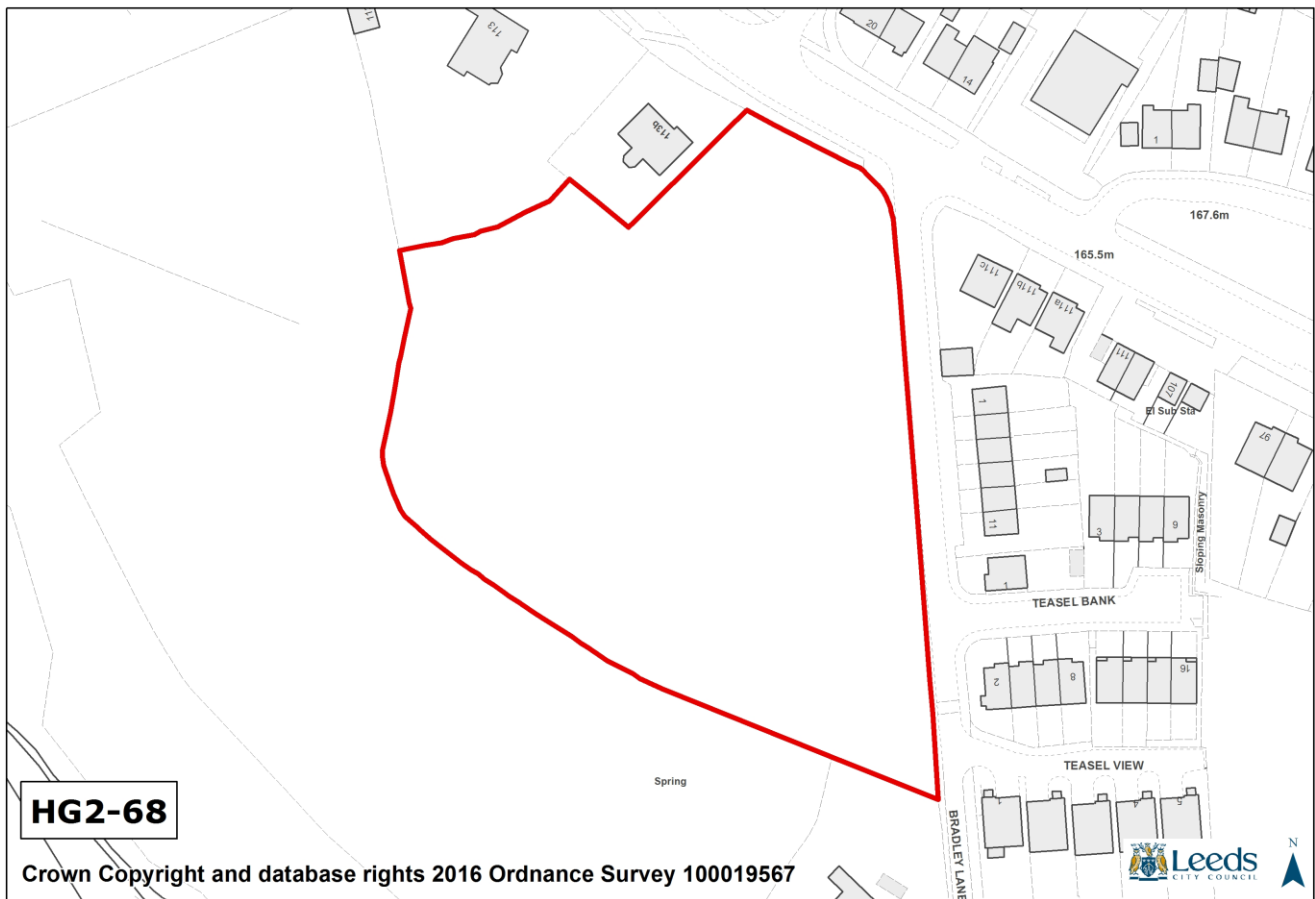 11
113
20
14
113b
1
167.6m
165.5m
111c
111b
111a
111
107
El Sub Sta
97
1
11
3
9
Sloping Masonry
1
TEASEL BANK
2
8
16
TEASEL VIEW
Spring
1
4
5
BRADLEY LANE
HG2-68
Leeds
CITY COUNCIL
N
Crown Copyright and database rights 2016 Ordnance Survey 100019567